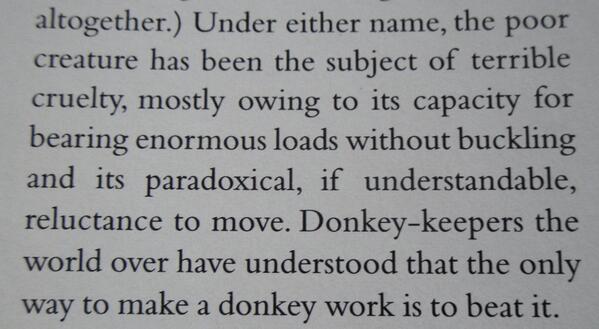 altogether.) Under either name, the poor
creature has been the subject of terrible
cruelty, mostly owing to its capacity for
bearing enormous loads without buckling
and its paradoxical, if understandable,
reluctance to move. Donkey-keepers the
world over have understood that the only
way to make a donkey work is to beat it.